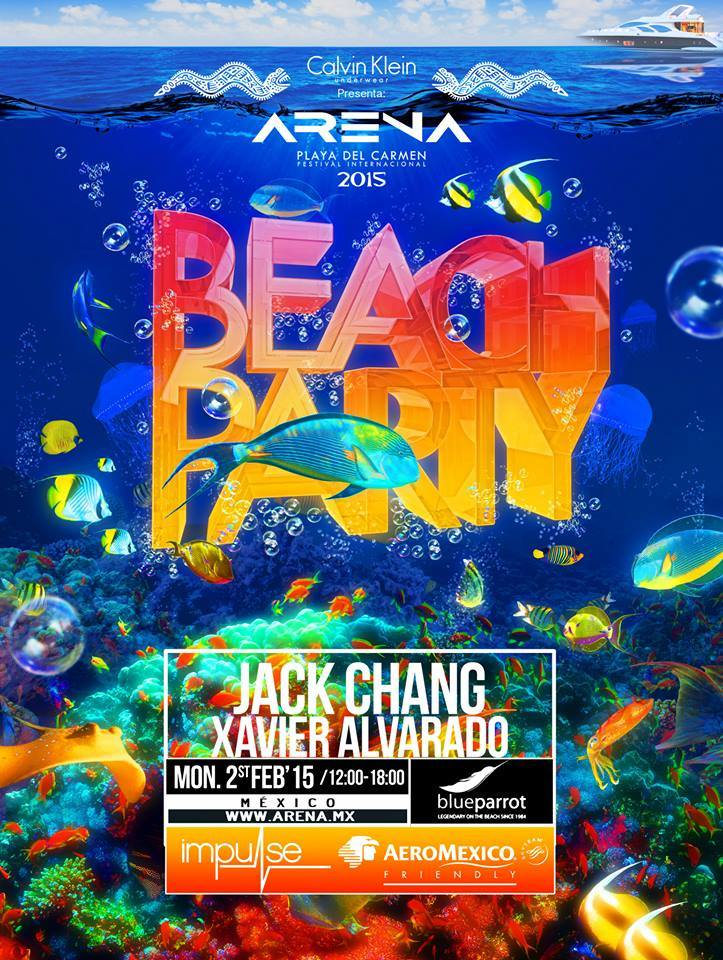 Calvin Klein
underwear
Presenta:
ARENA
PLAYA DEL CARMEN
FESTIVAL INTERNACIONAL
2015
BEACH
PARTY
JACK CHANG
XAVIER ALVARADO
MON. 2ST FEB'15 /12:00-18:00
MÉXICO
WWW.ARENA.MX
blueparrot
LEGENDARY ON THE BEACH SINCE 1984
impulse
AEROMEXICO.
FRIENDLY